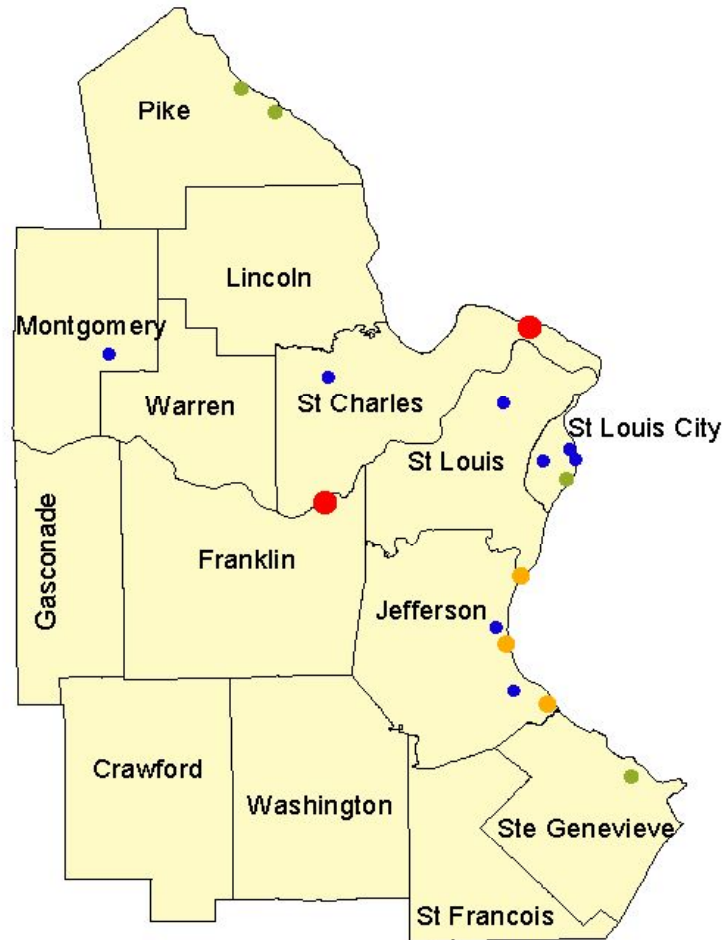 Pike
Lincoln
Montgomery
Warren
St Charles
St Louis City
St Louis
Gasconade
Franklin
Jefferson
Crawford
Washington
Ste Genevieve
St Francois